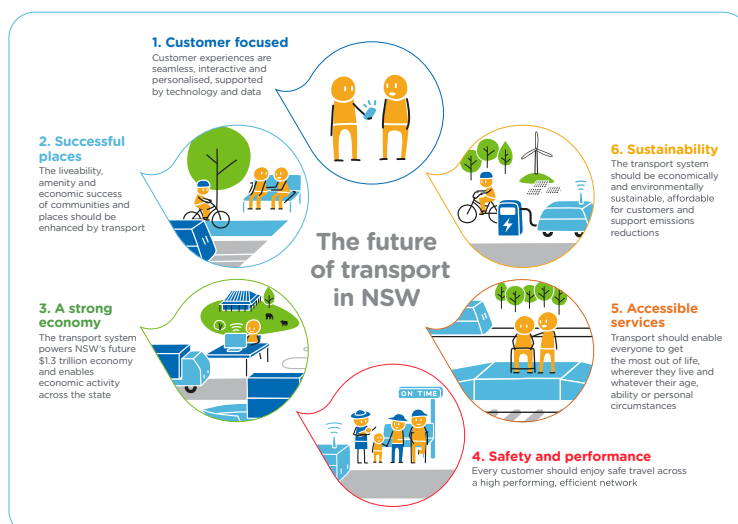 1. Customer focused
Customer experiences are
seamless, interactive and
personalised, supported
by technology and data
2. Successful
places
The liveability,
amenity and
economic success
of communities and
places should be
enhanced by transport
6. Sustainability
The transport system
should be economically
and environmentally
sustainable, affordable
for customers and
support emissions
reductions
The future
of transport
in NSW
3. A strong
economy
The transport system
powers NSW's future
$1.3 trillion economy
and enables
economic activity
across the state
5. Accessible
services
Transport should enable
everyone to get
the most out of life,
wherever they live and
whatever their age,
ability or personal
circumstances
ON TIME
4. Safety and performance
Every customer should enjoy safe travel across
a high performing, efficient network